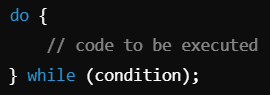 do {
    // code to be executed
} while (condition);